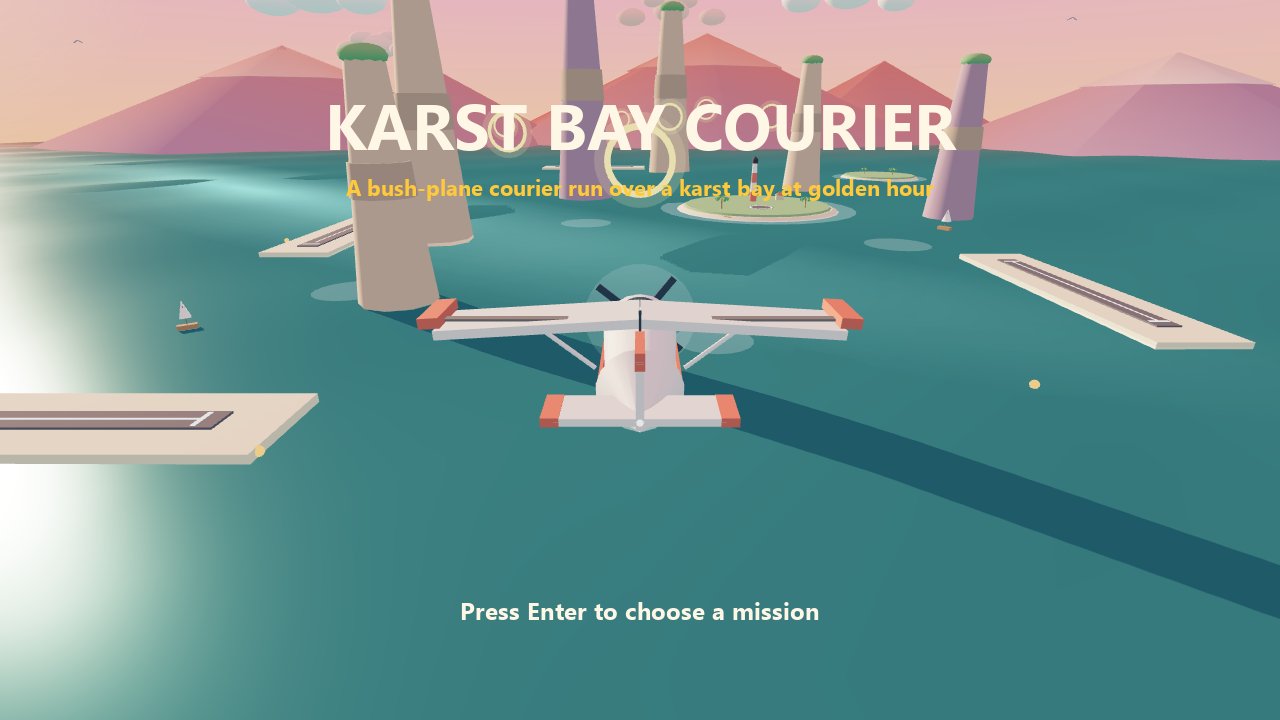 KARST BAY COURIER
A bush-plane courier run over a karst bay at golden hour
Press Enter to choose a mission